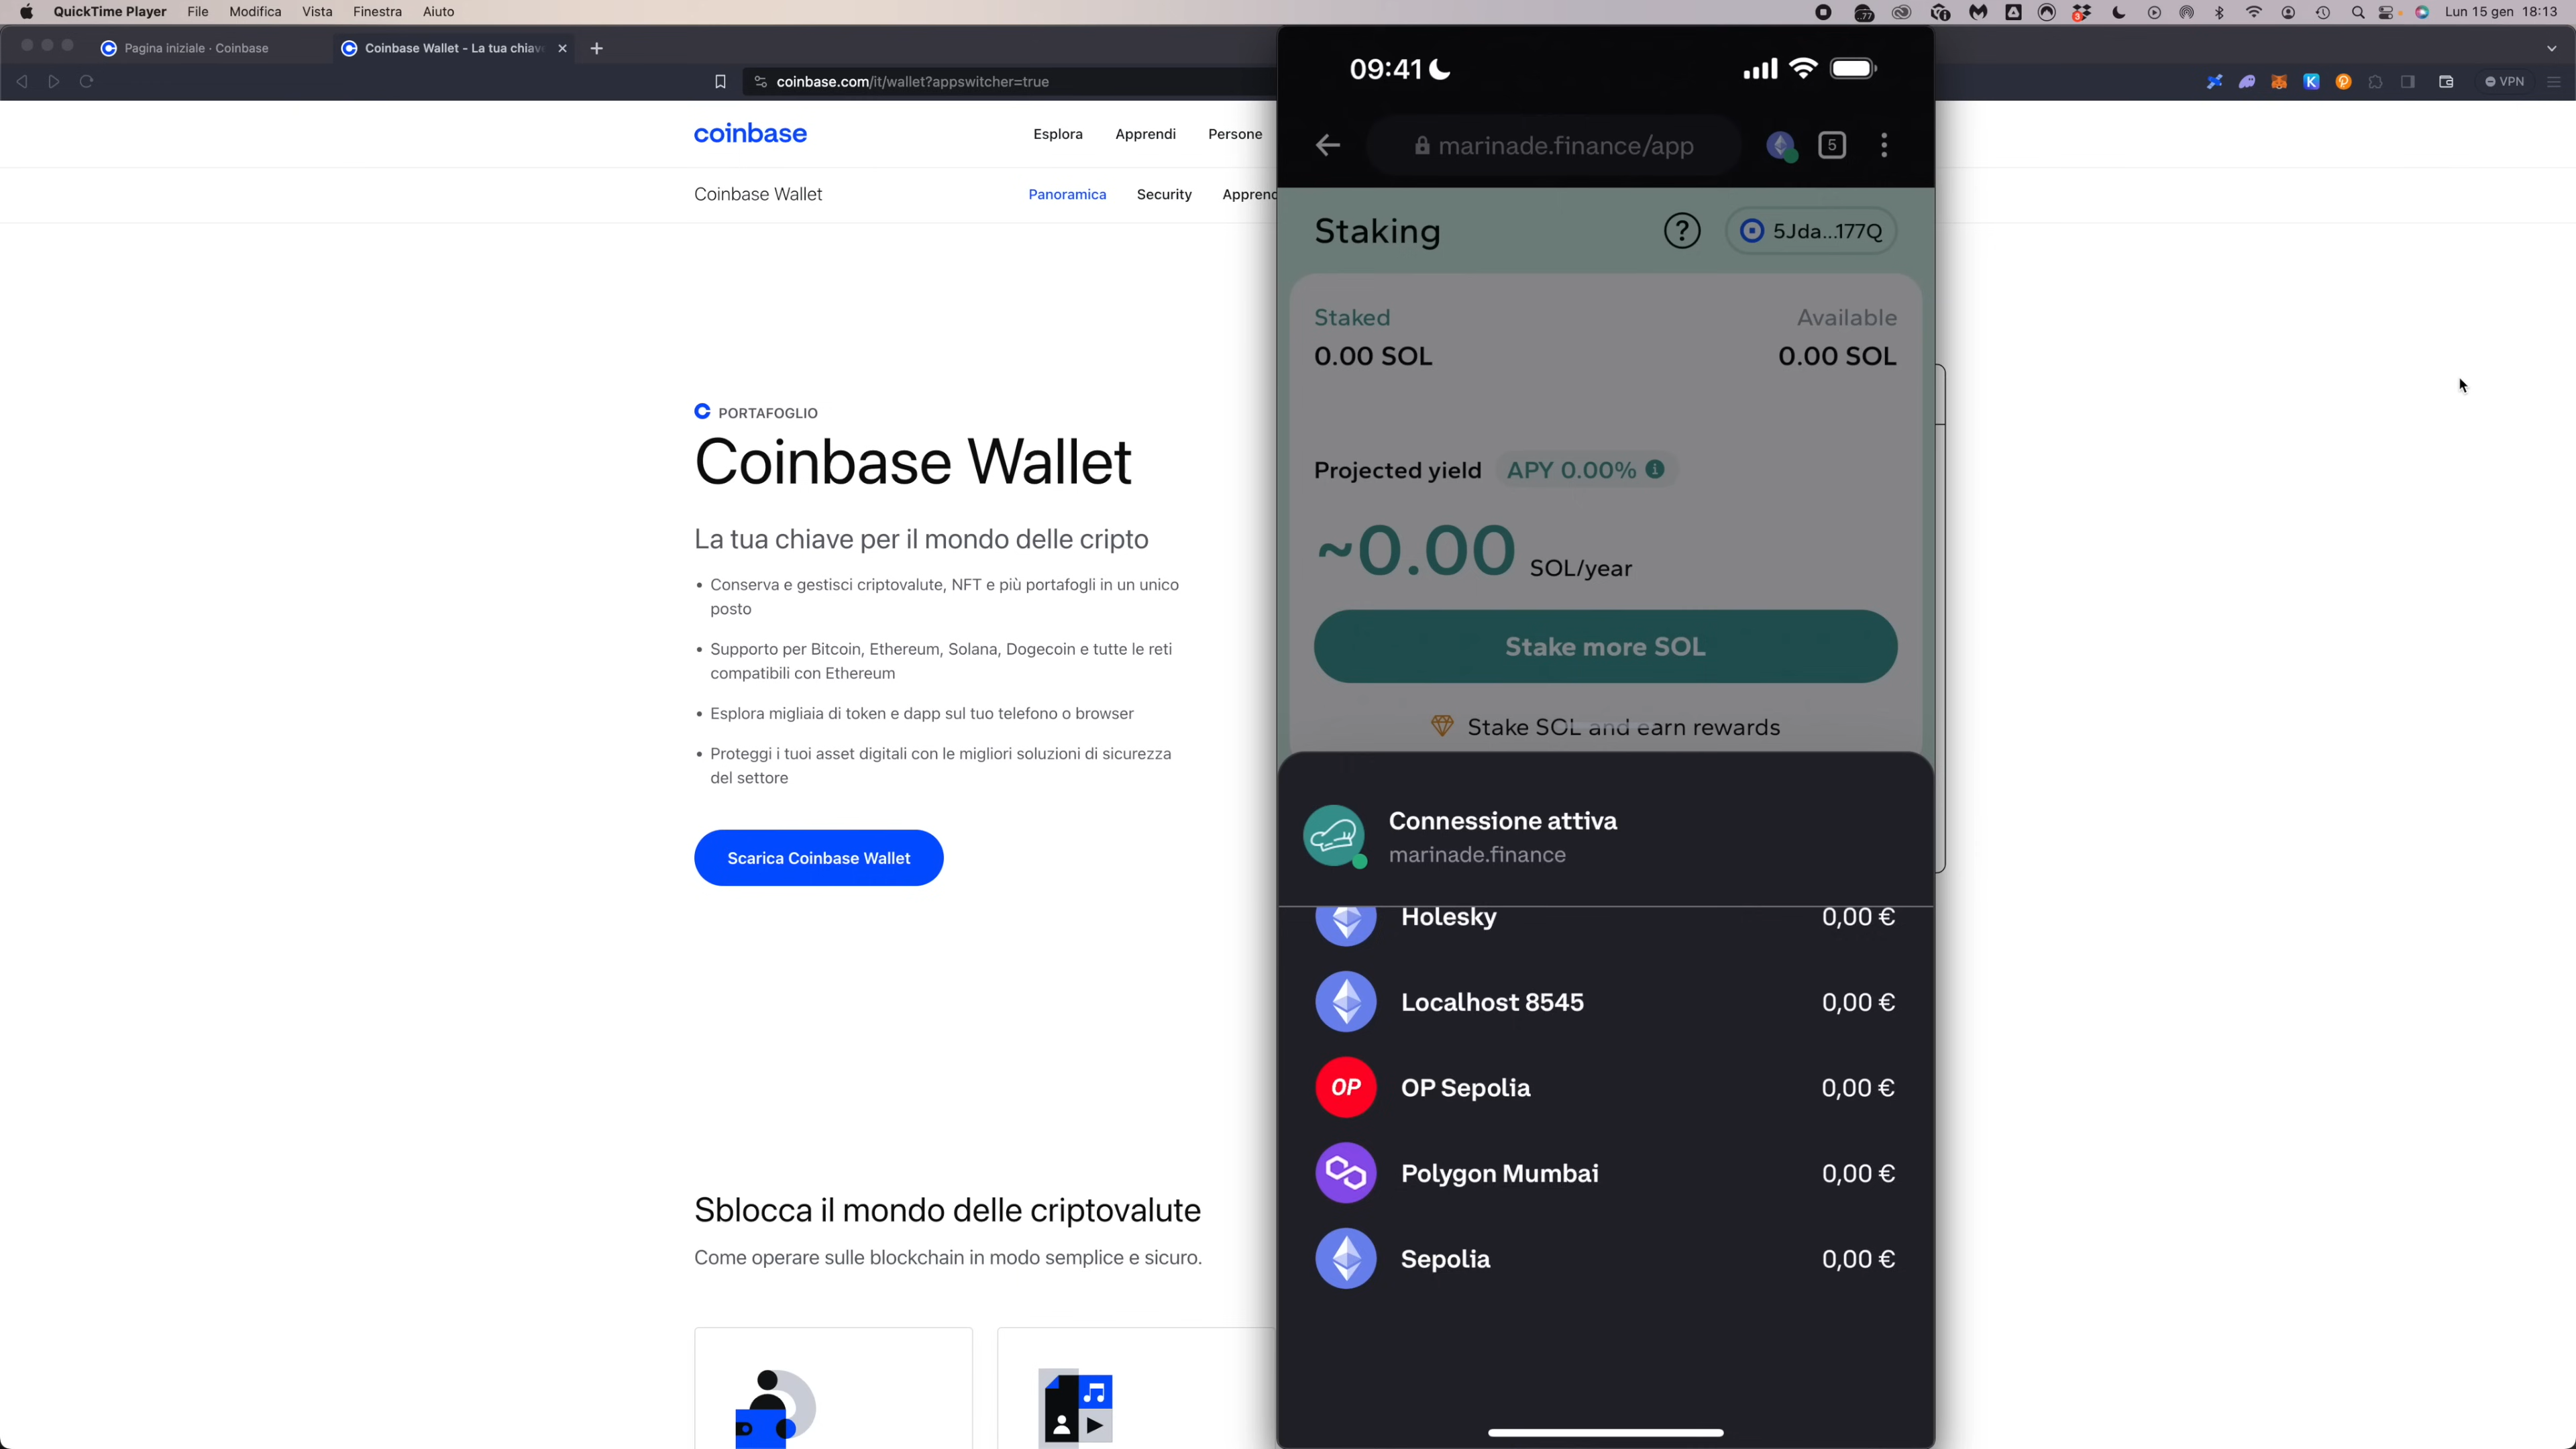 QuickTime Player File Modifica Vista Finestra Aiuto
77
3
Lun 15 gen 18:13
Pagina iniziale · Coinbase
Coinbase Wallet - La tua chiave
coinbase.com/it/wallet?appswitcher=true
VPN
coinbase
Esplora Apprendi Persone
Coinbase Wallet
Panoramica Security Apprend
PORTAFOGLIO
Coinbase Wallet
La tua chiave per il mondo delle cripto
• Conserva e gestisci criptovalute, NFT e più portafogli in un unico
posto
• Supporto per Bitcoin, Ethereum, Solana, Dogecoin e tutte le reti
compatibili con Ethereum
• Esplora migliaia di token e dapp sul tuo telefono o browser
• Proteggi i tuoi asset digitali con le migliori soluzioni di sicurezza
del settore
Scarica Coinbase Wallet
Sblocca il mondo delle criptovalute
Come operare sulle blockchain in modo semplice e sicuro.
09:41
marinade.finance/app
5
Staking
?
5Jda...177Q
Staked Available
0.00 SOL 0.00 SOL
Projected yield APY 0.00%
~0.00 SOL/year
Stake more SOL
Stake SOL and earn rewards
Connessione attiva
marinade.finance
Holesky 0,00 €
Localhost 8545 0,00 €
OP OP Sepolia 0,00 €
Polygon Mumbai 0,00 €
Sepolia 0,00 €